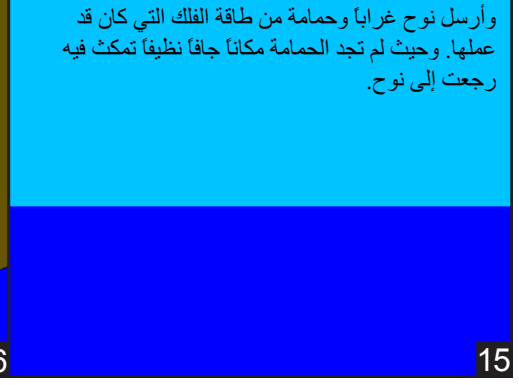 وأرسل نوح غراباً وحمامة من طاقة الفلك التي كان قد
عملها. وحيث لم تجد الحمامة مكاناً جافاً نظيفاً تمكث فيه
رجعت إلى نوح.
15